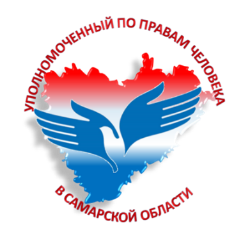 УПОЛНОМОЧЕННЫЙ ПО ПРАВАМ ЧЕЛОВЕКА
В САМАРСКОЙ ОБЛАСТИ